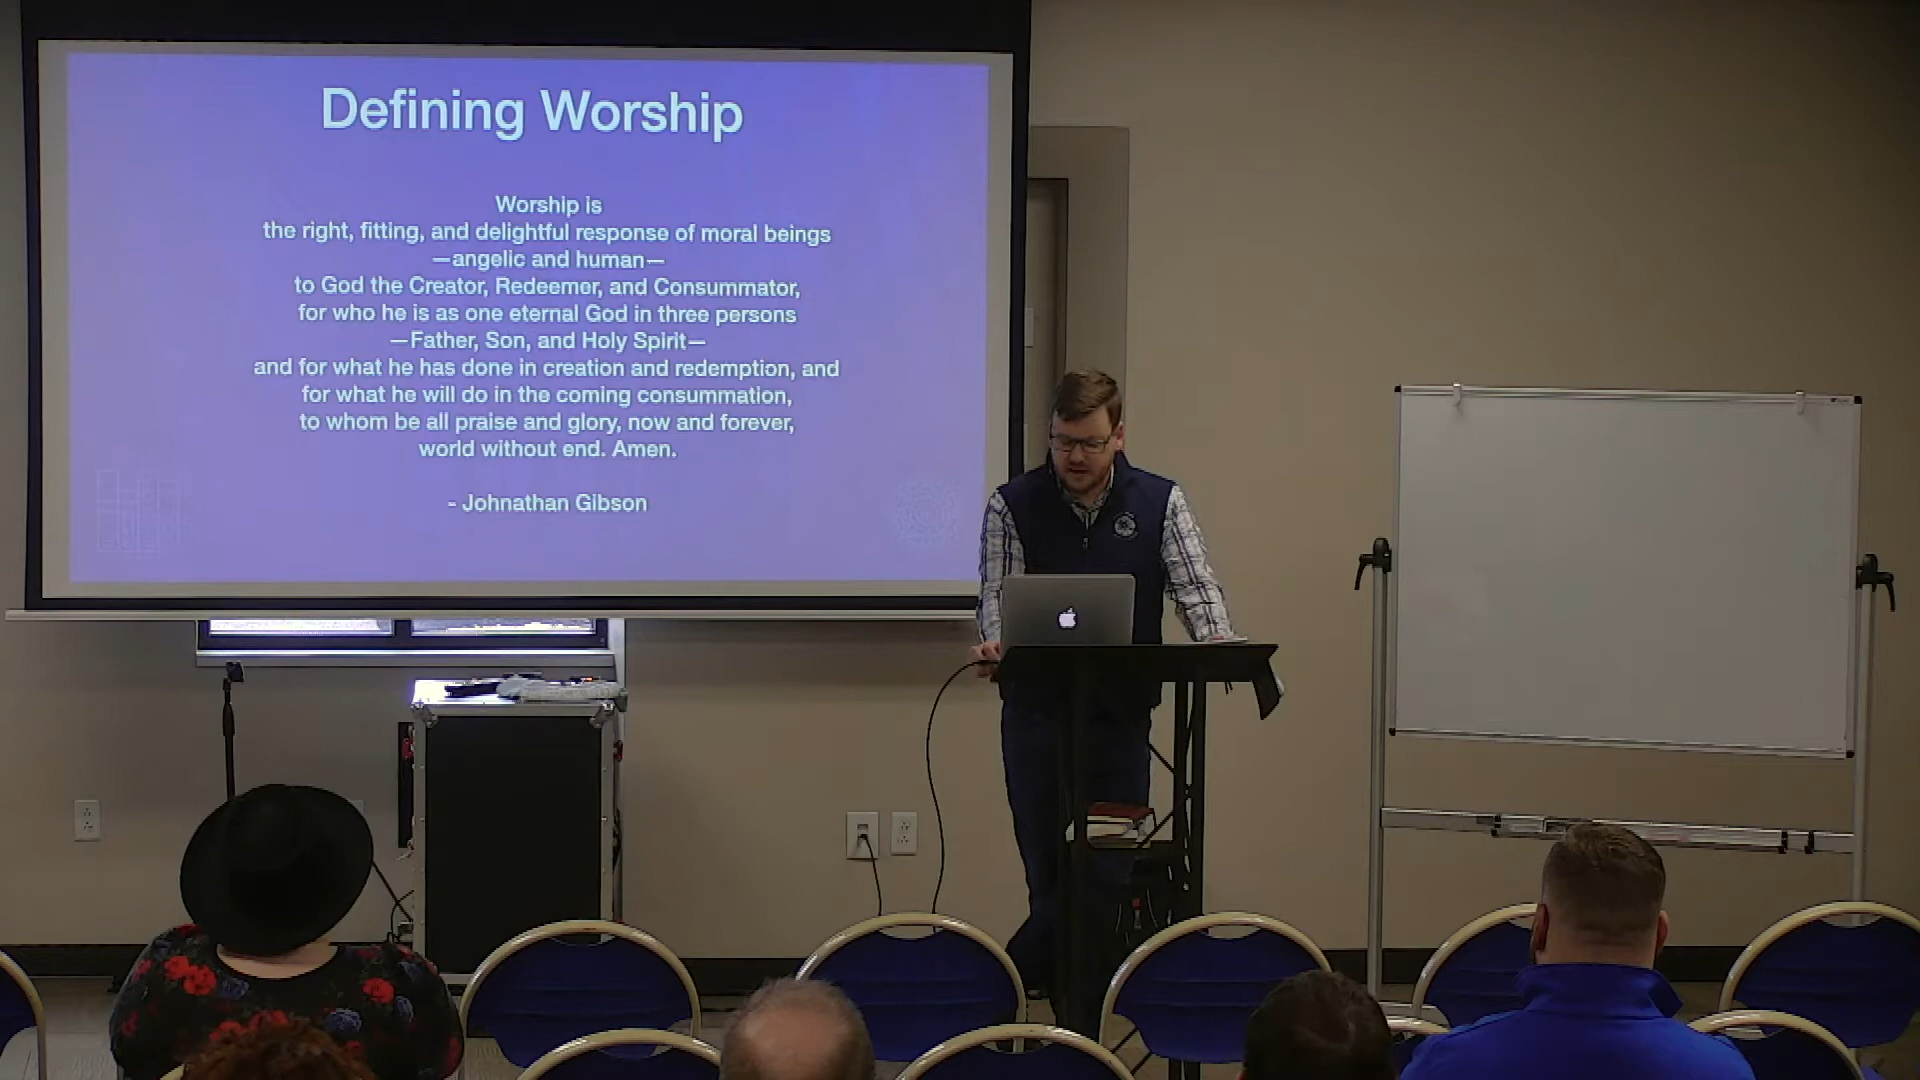 Defining Worship
Worship is
the right, fitting, and delightful response of moral beings
—angelic and human—
to God the Creator, Redeemer, and Consummator,
for who he is as one eternal God in three persons
—Father, Son, and Holy Spirit—
and for what he has done in creation and redemption, and
for what he will do in the coming consummation,
to whom be all praise and glory, now and forever,
world without end. Amen.
- Johnathan Gibson